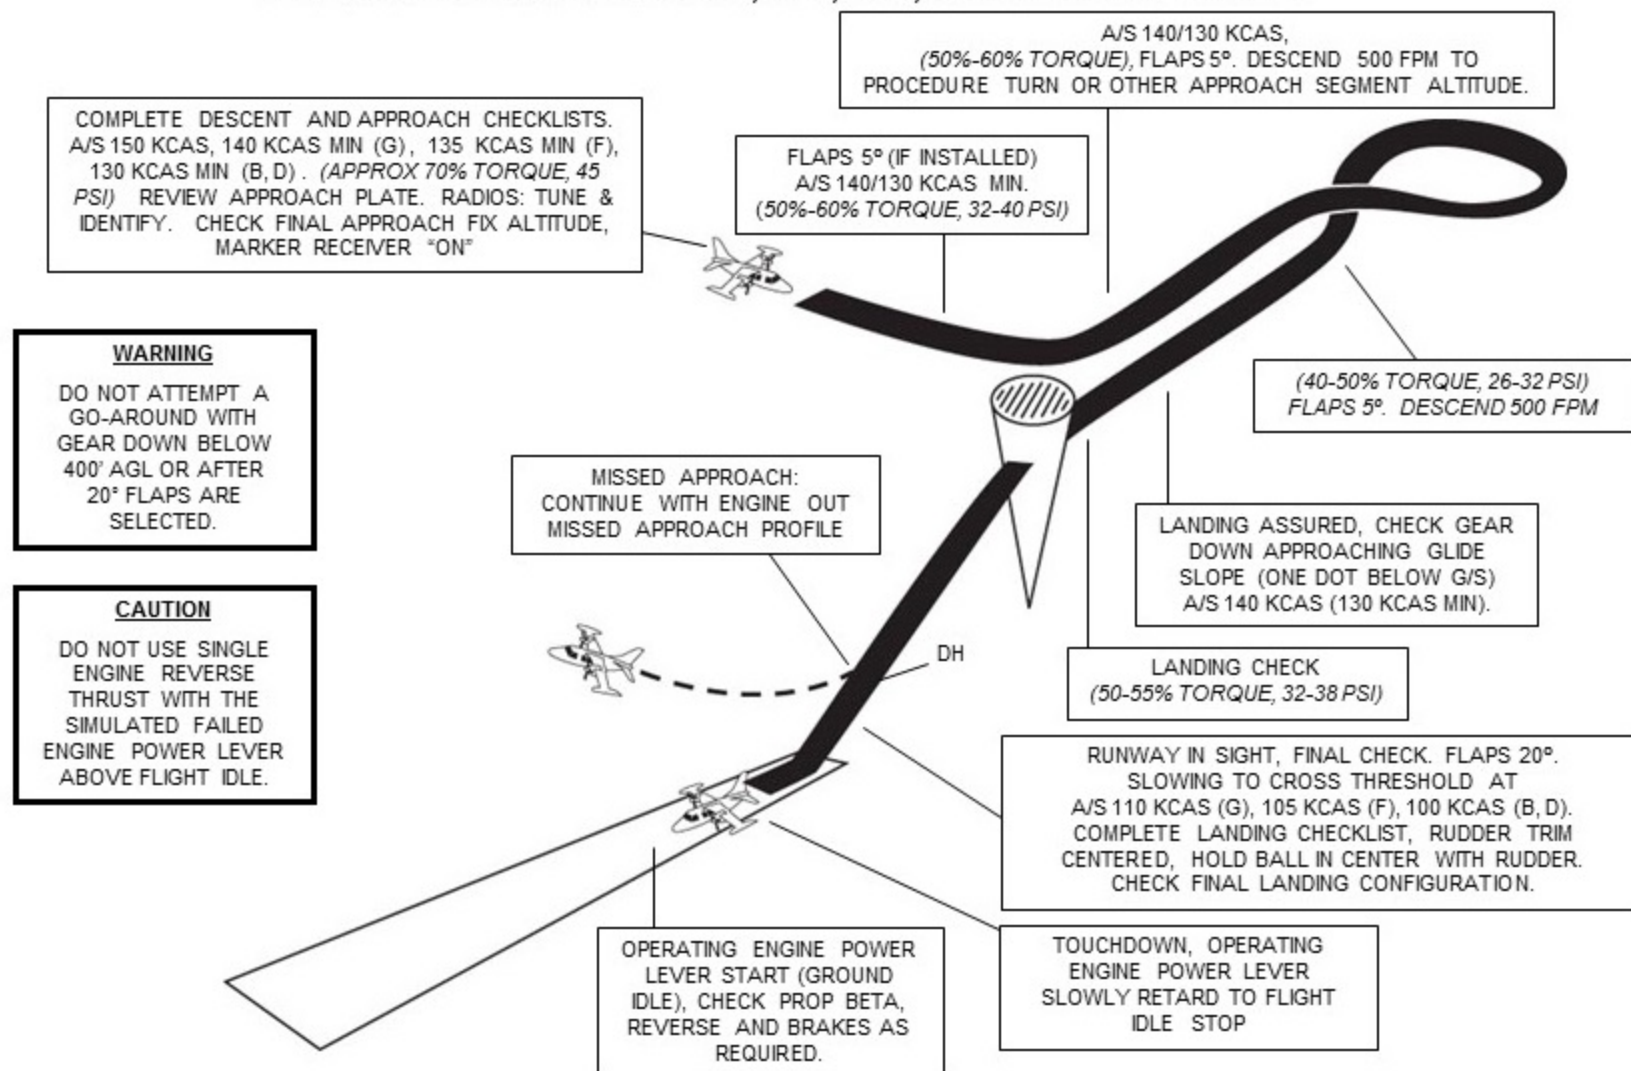 A/S 140/130 KCAS,
(50%-60% TORQUE), FLAPS 5º. DESCEND 500 FPM TO
PROCEDURE TURN OR OTHER APPROACH SEGMENT ALTITUDE.
COMPLETE DESCENT AND APPROACH CHECKLISTS.
A/S 150 KCAS, 140 KCAS MIN (G), 135 KCAS MIN (F),
130 KCAS MIN (B, D). (APPROX 70% TORQUE, 45
PSI) REVIEW APPROACH PLATE. RADIOS: TUNE &
IDENTIFY. CHECK FINAL APPROACH FIX ALTITUDE,
MARKER RECEIVER “ON”
FLAPS 5º (IF INSTALLED)
A/S 140/130 KCAS MIN.
(50%-60% TORQUE, 32-40 PSI)
WARNING
DO NOT ATTEMPT A
GO-AROUND WITH
GEAR DOWN BELOW
400' AGL OR AFTER
20° FLAPS ARE
SELECTED.
(40-50% TORQUE, 26-32 PSI)
FLAPS 5º. DESCEND 500 FPM
MISSED APPROACH:
CONTINUE WITH ENGINE OUT
MISSED APPROACH PROFILE
LANDING ASSURED, CHECK GEAR
DOWN APPROACHING GLIDE
SLOPE (ONE DOT BELOW G/S)
A/S 140 KCAS (130 KCAS MIN).
CAUTION
DO NOT USE SINGLE
ENGINE REVERSE
THRUST WITH THE
SIMULATED FAILED
ENGINE POWER LEVER
ABOVE FLIGHT IDLE.
DH
LANDING CHECK
(50-55% TORQUE, 32-38 PSI)
RUNWAY IN SIGHT, FINAL CHECK. FLAPS 20º.
SLOWING TO CROSS THRESHOLD AT
A/S 110 KCAS (G), 105 KCAS (F), 100 KCAS (B, D).
COMPLETE LANDING CHECKLIST, RUDDER TRIM
CENTERED, HOLD BALL IN CENTER WITH RUDDER.
CHECK FINAL LANDING CONFIGURATION.
OPERATING ENGINE POWER
LEVER START (GROUND
IDLE), CHECK PROP BETA,
REVERSE AND BRAKES AS
REQUIRED.
TOUCHDOWN, OPERATING
ENGINE POWER LEVER
SLOWLY RETARD TO FLIGHT
IDLE STOP